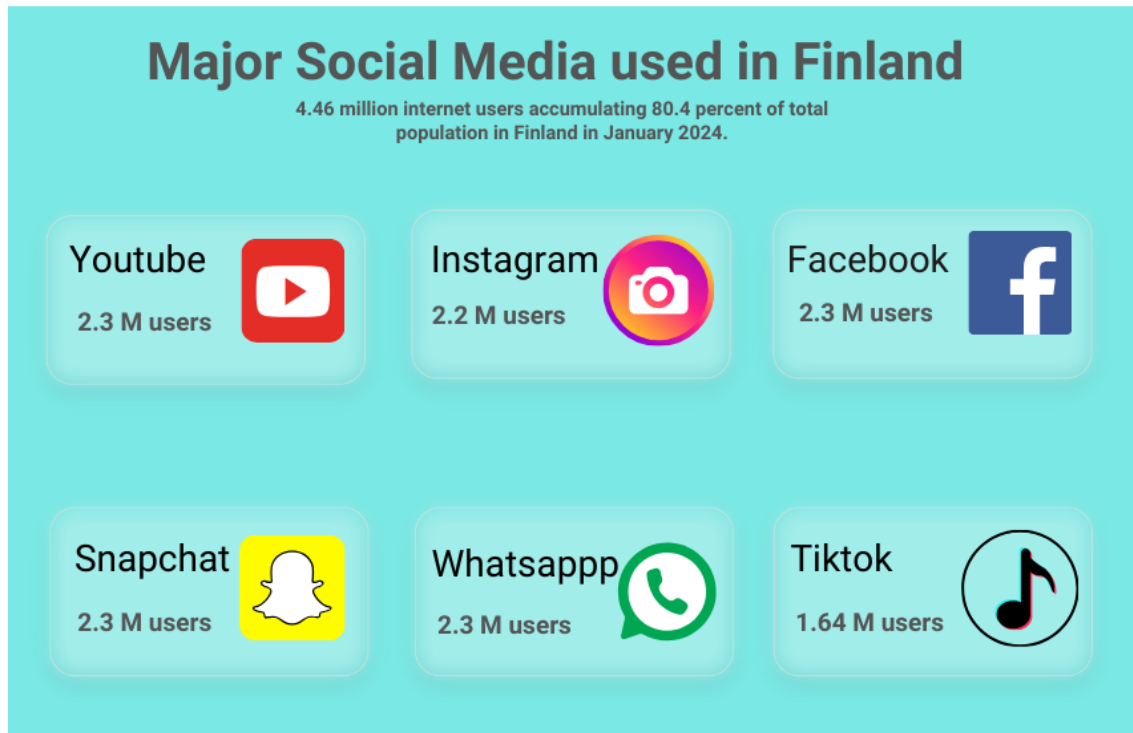 Major Social Media used in Finland
4.46 million internet users accumulating 80.4 percent of total
population in Finland in January 2024.
Youtube
2.3 M users
Instagram
2.2 M users
Facebook
2.3 M users
Snapchat
2.3 M users
Whatsappp
2.3 M users
Tiktok
1.64 M users